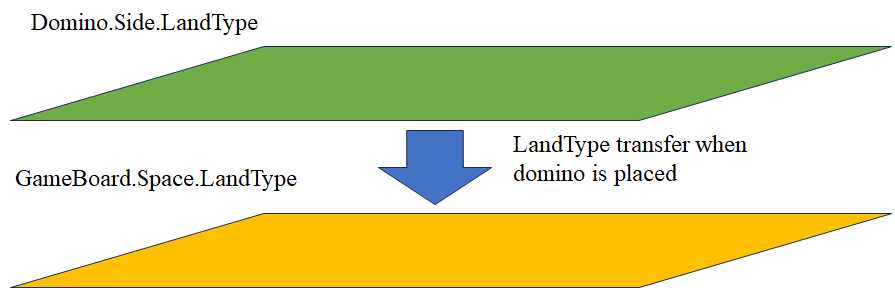 Domino.Side.LandType
LandType transfer when
domino is placed
GameBoard.Space.LandType